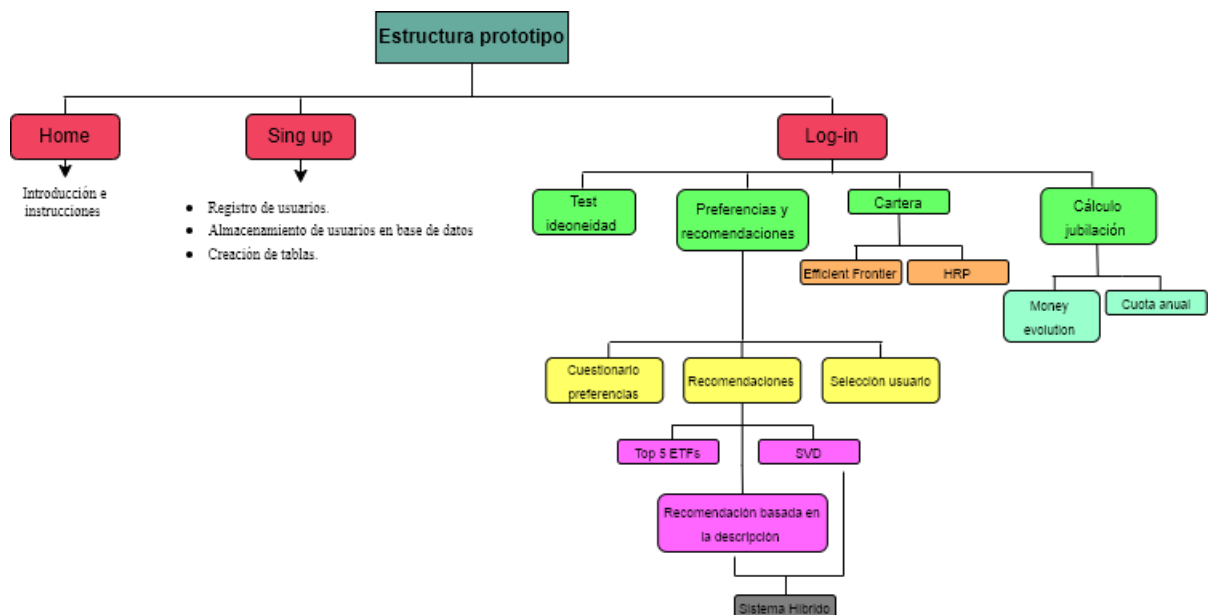 Estructura prototipo
Home
Sing up
Log-in
Introducción e
instrucciones
● Registro de usuarios.
● Almacenamiento de usuarios en base de datos
● Creación de tablas.
Test
ideoneidad
Preferencias y
recomendaciones
Cartera
Cálculo
jubilación
Efficient Frontier
HRP
Money
evolution
Cuota anual
Cuestionario
preferencias
Recomendaciones
Selección usuario
Top 5 ETFs
SVD
Recomendación basada en
la descripción
Sistema Hibrido